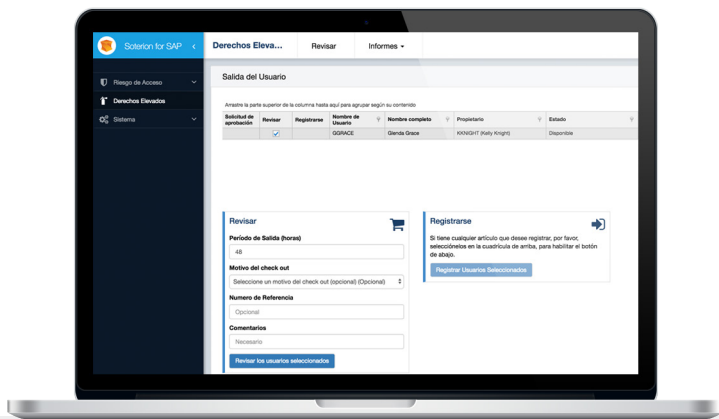 Soterion for SAP
Derechos Eleva...
Revisar
Informes
Riesgo de Acceso
Derechos Elevados
Sistema
Salida del Usuario
Arrastre la parte superior de la columna hasta aquí para agrupar según su contenido
Solicitud de aprobación
Revisar
Registrarse
Nombre de Usuario
Nombre completo
Propietario
Estado
GGRACE
Glenda Grace
KKNIGHT (Kelly Knight)
Disponible
Revisar
Período de Salida (horas)
48
Motivo del check out
Seleccione un motivo del check out (opcional) (Opcional)
Numero de Referencia
Opcional
Comentarios
Necesario
Revisar los usuarios seleccionados
Registrarse
Si tiene cualquier artículo que desee registrar, por favor,
selecciónelos en la cuadrícula de arriba, para habilitar el botón
de abajo.
Registrar Usuarios Seleccionados